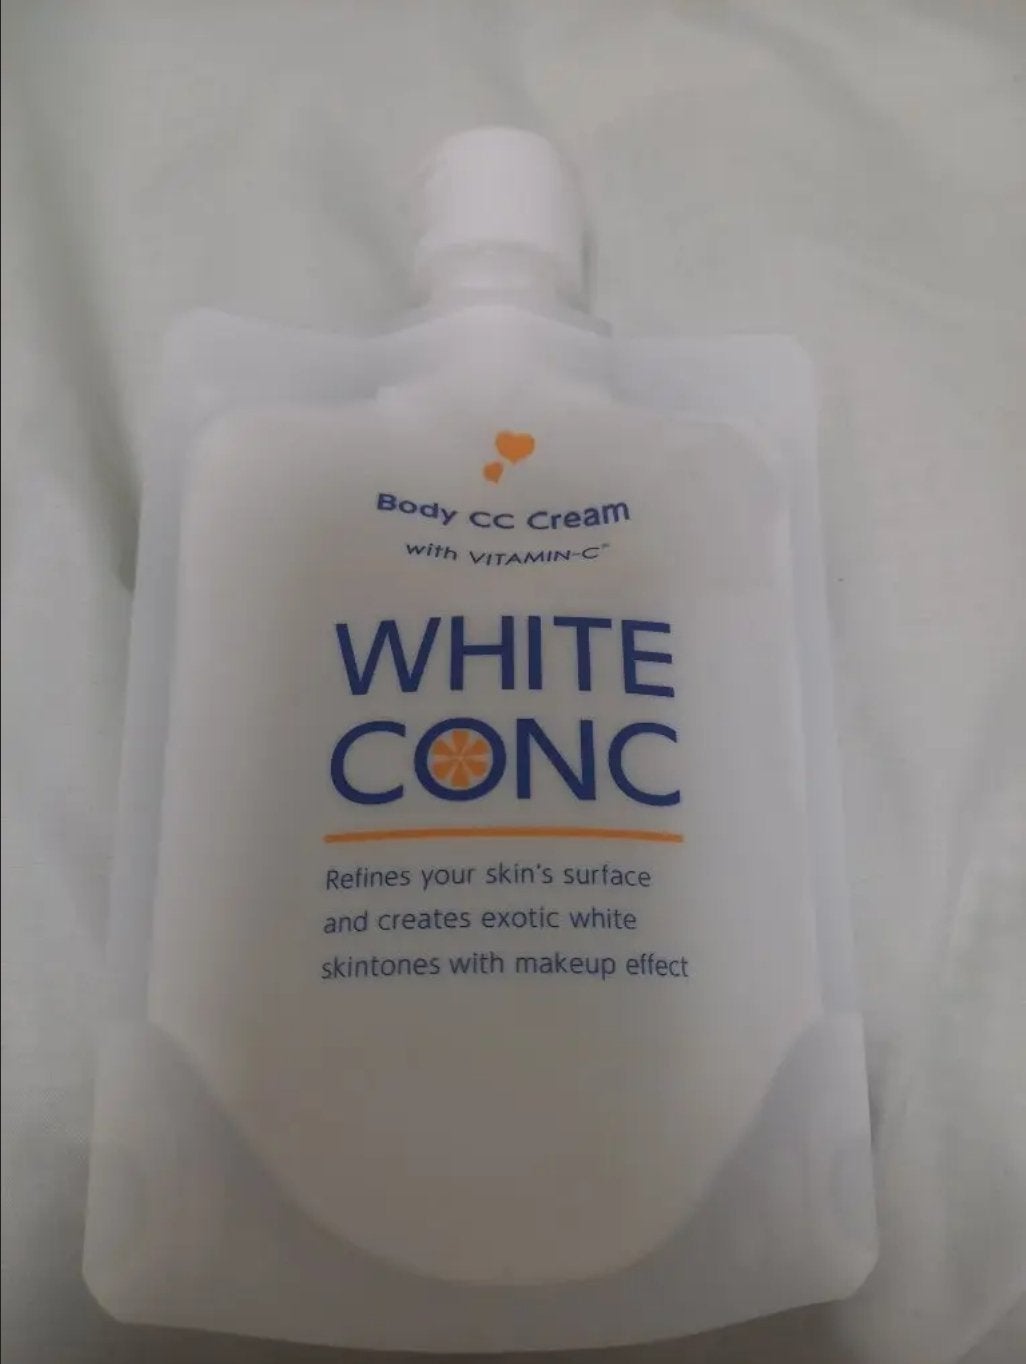 Body CC Cream
with VITAMIN-C*
WHITE
CONC
Refines your skin's surface
and creates exotic white
skintones with makeup effect